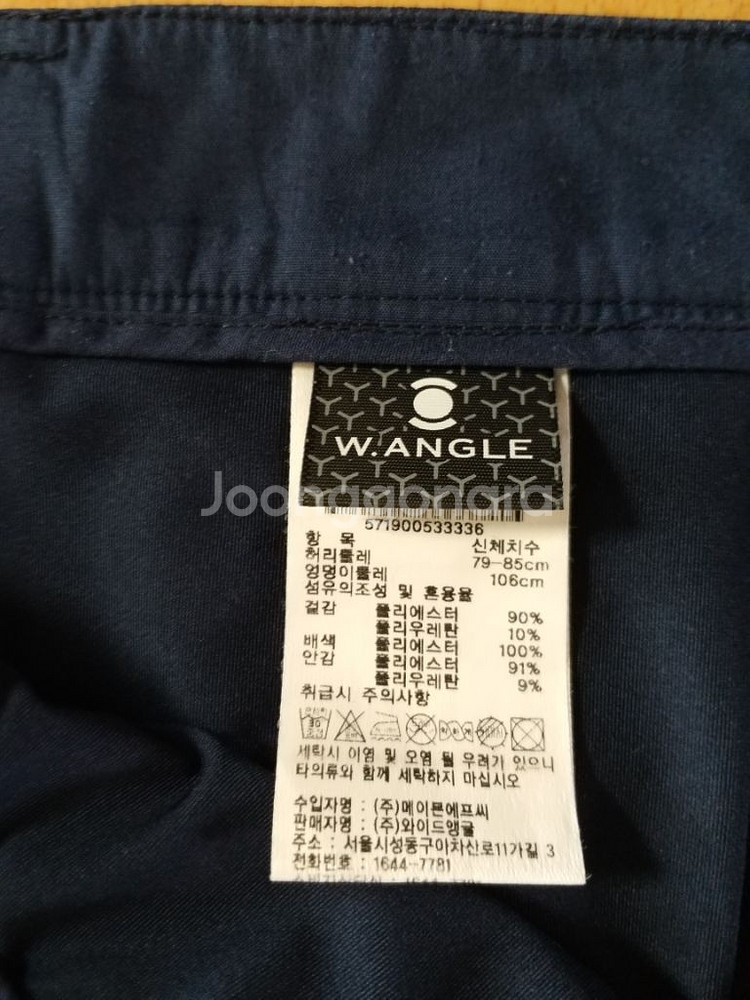 W.ANGLE
Joongonara
571900533336
항 목 신체치수
허리둘레 79-85cm
엉덩이둘레 106cm
섬유의조성 및 혼용율
겉감 폴리에스터 90%
폴리우레탄 10%
배색 폴리에스터 100%
안감 폴리에스터 91%
폴리우레탄 9%
취급시 주의사항
세탁시 이염 및 오염 될 우려가 있으니
타의류와 함께 세탁하지 마십시오
수입자명 : (주)메이븐에프씨
판매자명 : (주)와이드앵글
주소 : 서울시성동구아차산로11가길 3
전화번호 : 1644-7781